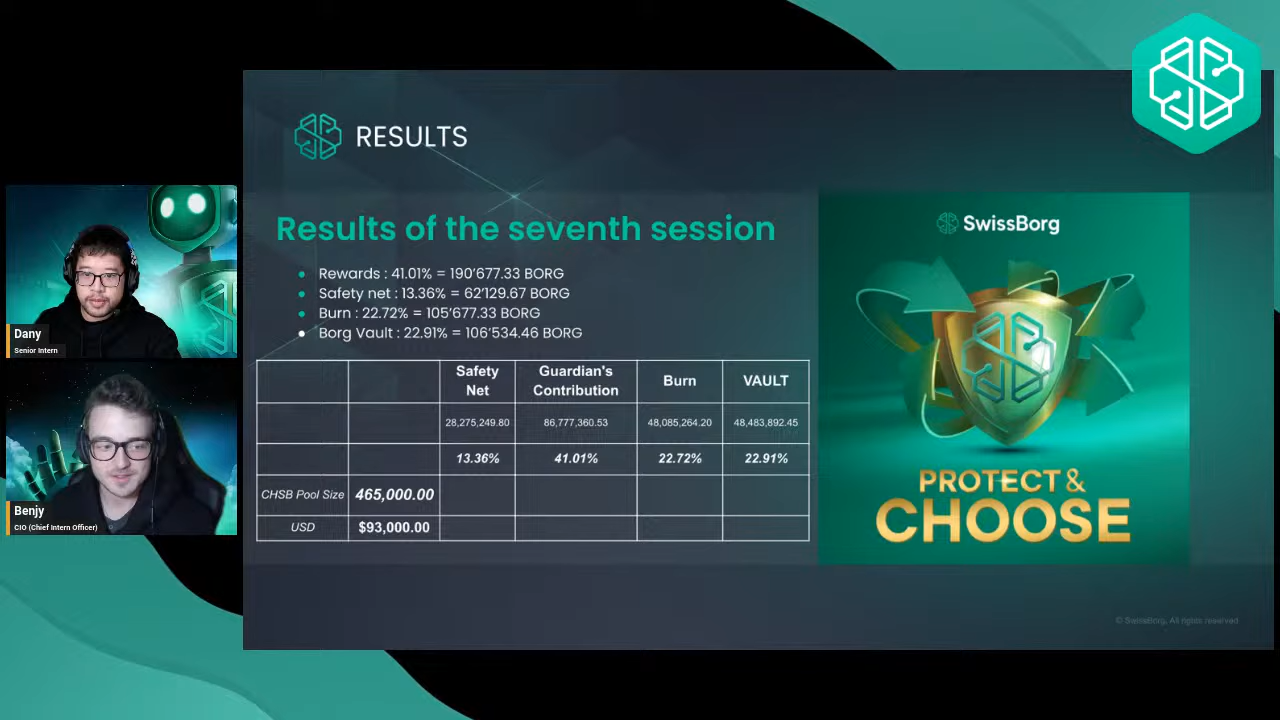 RESULTS
Results of the seventh session
Rewards : 41.01% = 190'677.33 BORG
Safety net : 13.36% = 62'129.67 BORG
Burn : 22.72% = 105'677.33 BORG
Borg Vault : 22.91% = 106'534.46 BORG
Safety Net
Guardian's Contribution
Burn
VAULT
28,275,249.80
86,777,360.53
48,085,264.20
48,483,892.45
13.36%
41.01%
22.72%
22.91%
CHSB Pool Size
465,000.00
USD
$93,000.00
SwissBorg
PROTECT &
CHOOSE
© SwissBorg, All rights reserved
Dany
Senior Intern
Benjy
CIO (Chief Intern Officer)